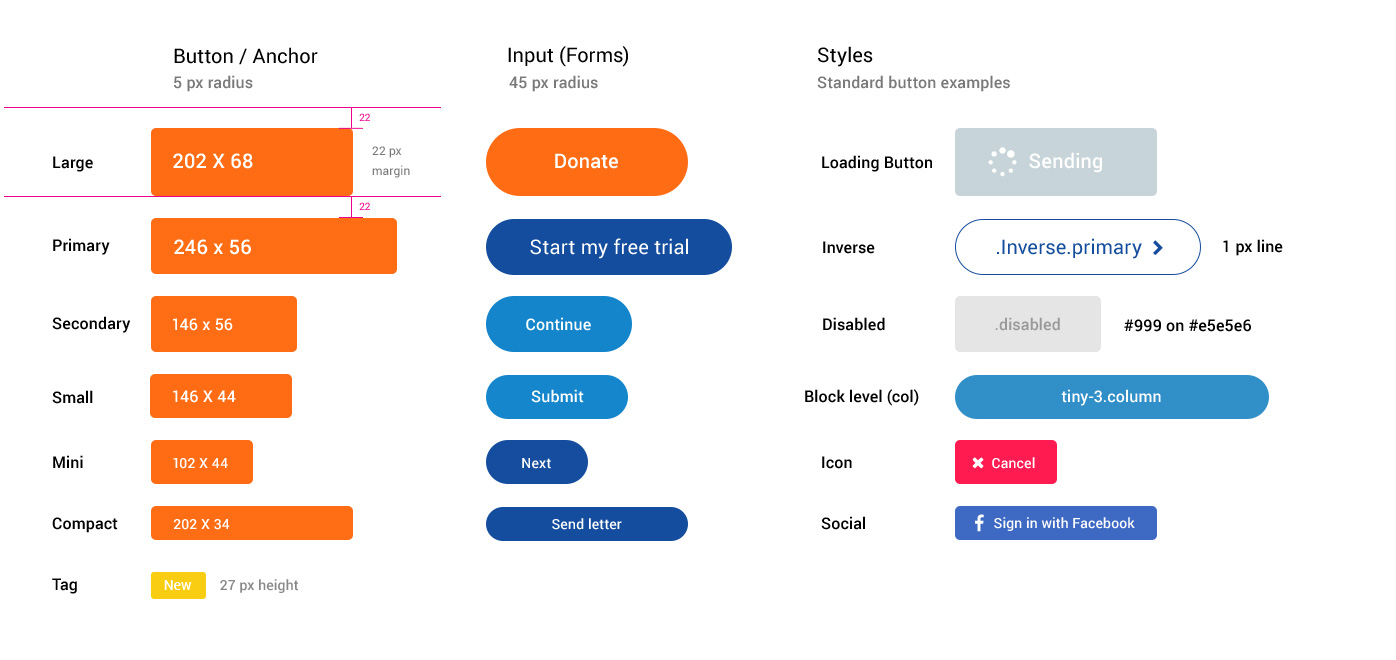 Button / Anchor
5 px radius
Input (Forms)
45 px radius
Styles
Standard button examples
22
Large
202 X 68
22 px
margin
Donate
Loading Button
Sending
22
Primary
246 x 56
Start my free trial
Inverse
.Inverse.primary
1 px line
Secondary
146 x 56
Continue
Disabled
.disabled
#999 on #e5e5e6
Small
146 X 44
Submit
Block level (col)
tiny-3.column
Mini
102 X 44
Next
Icon
Cancel
Compact
202 X 34
Send letter
Social
f Sign in with Facebook
Tag
New
27 px height